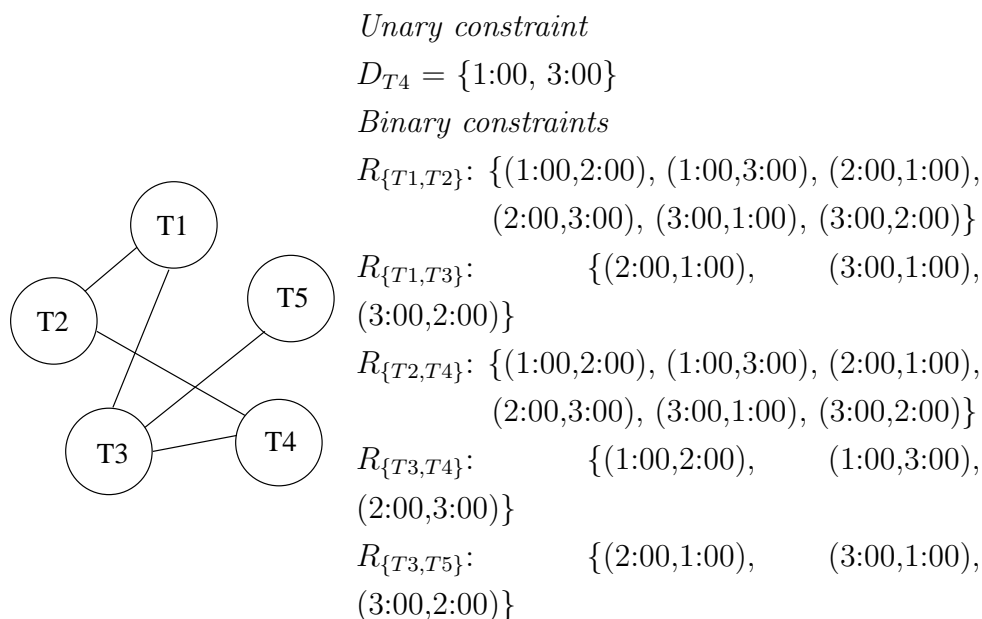 T1
T2
T5
T3
T4
Unary constraint
D_{T4} = {1:00, 3:00}
Binary constraints
R_{{T1,T2}}: {(1:00,2:00), (1:00,3:00), (2:00,1:00),
(2:00,3:00), (3:00,1:00), (3:00,2:00)}
R_{{T1,T3}}: {(2:00,1:00), (3:00,1:00),
(3:00,2:00)}
R_{{T2,T4}}: {(1:00,2:00), (1:00,3:00), (2:00,1:00),
(2:00,3:00), (3:00,1:00), (3:00,2:00)}
R_{{T3,T4}}: {(1:00,2:00), (1:00,3:00),
(2:00,3:00)}
R_{{T3,T5}}: {(2:00,1:00), (3:00,1:00),
(3:00,2:00)}